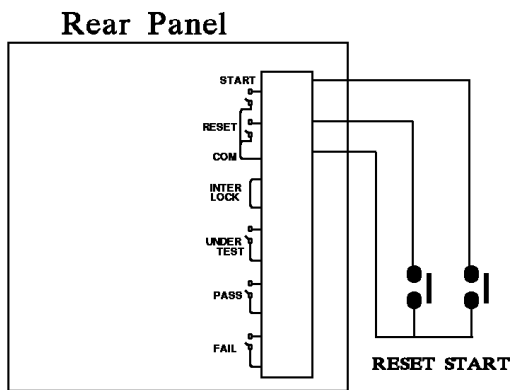 Rear Panel
START
RESET
COM
INTER
LOCK
UNDER
TEST
PASS
FAIL
RESET START